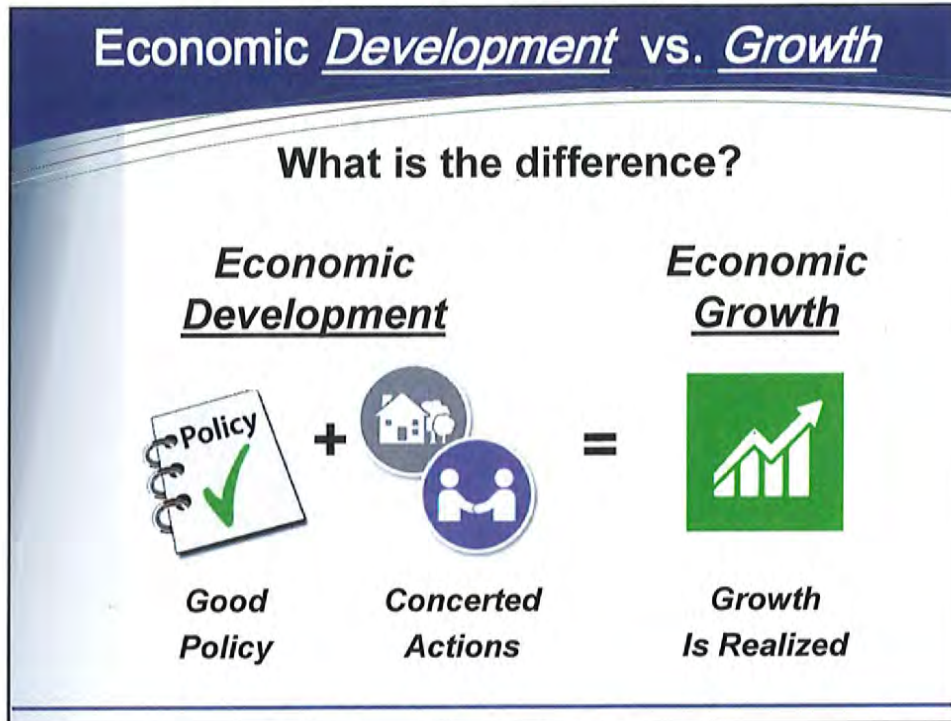 Economic Development vs. Growth
What is the difference?
Economic
Development
Economic
Growth
Policy
+
=
Good
Policy
Concerted
Actions
Growth
Is Realized